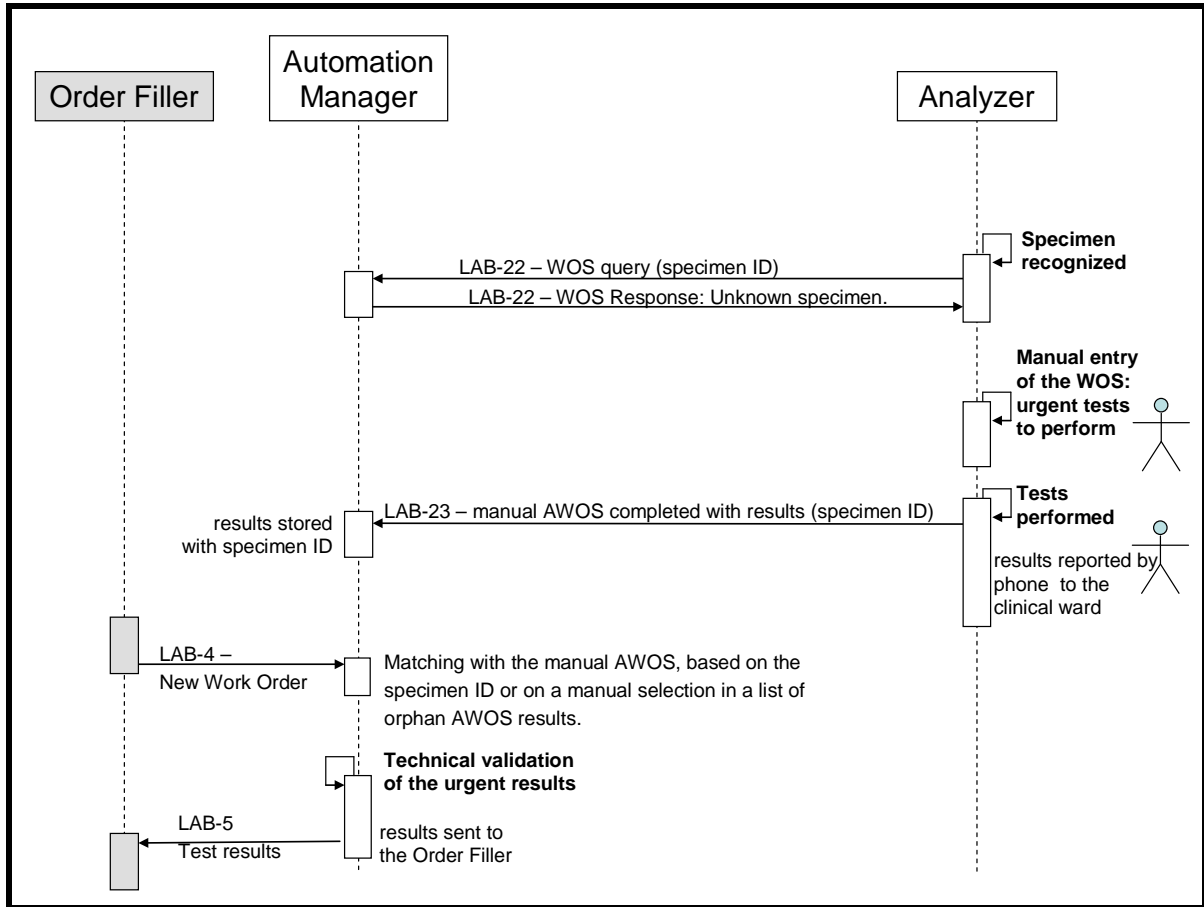 Order Filler
Automation
Manager
Analyzer
Specimen
recognized
LAB-22 – WOS query (specimen ID)
LAB-22 – WOS Response: Unknown specimen.
Manual entry
of the WOS:
urgent tests
to perform
Tests
performed
LAB-23 – manual AWOS completed with results (specimen ID)
results stored
with specimen ID
results reported by
phone to the
clinical ward
LAB-4 –
New Work Order
Matching with the manual AWOS, based on the
specimen ID or on a manual selection in a list of
orphan AWOS results.
Technical validation
of the urgent results
LAB-5
Test results
results sent to
the Order Filler